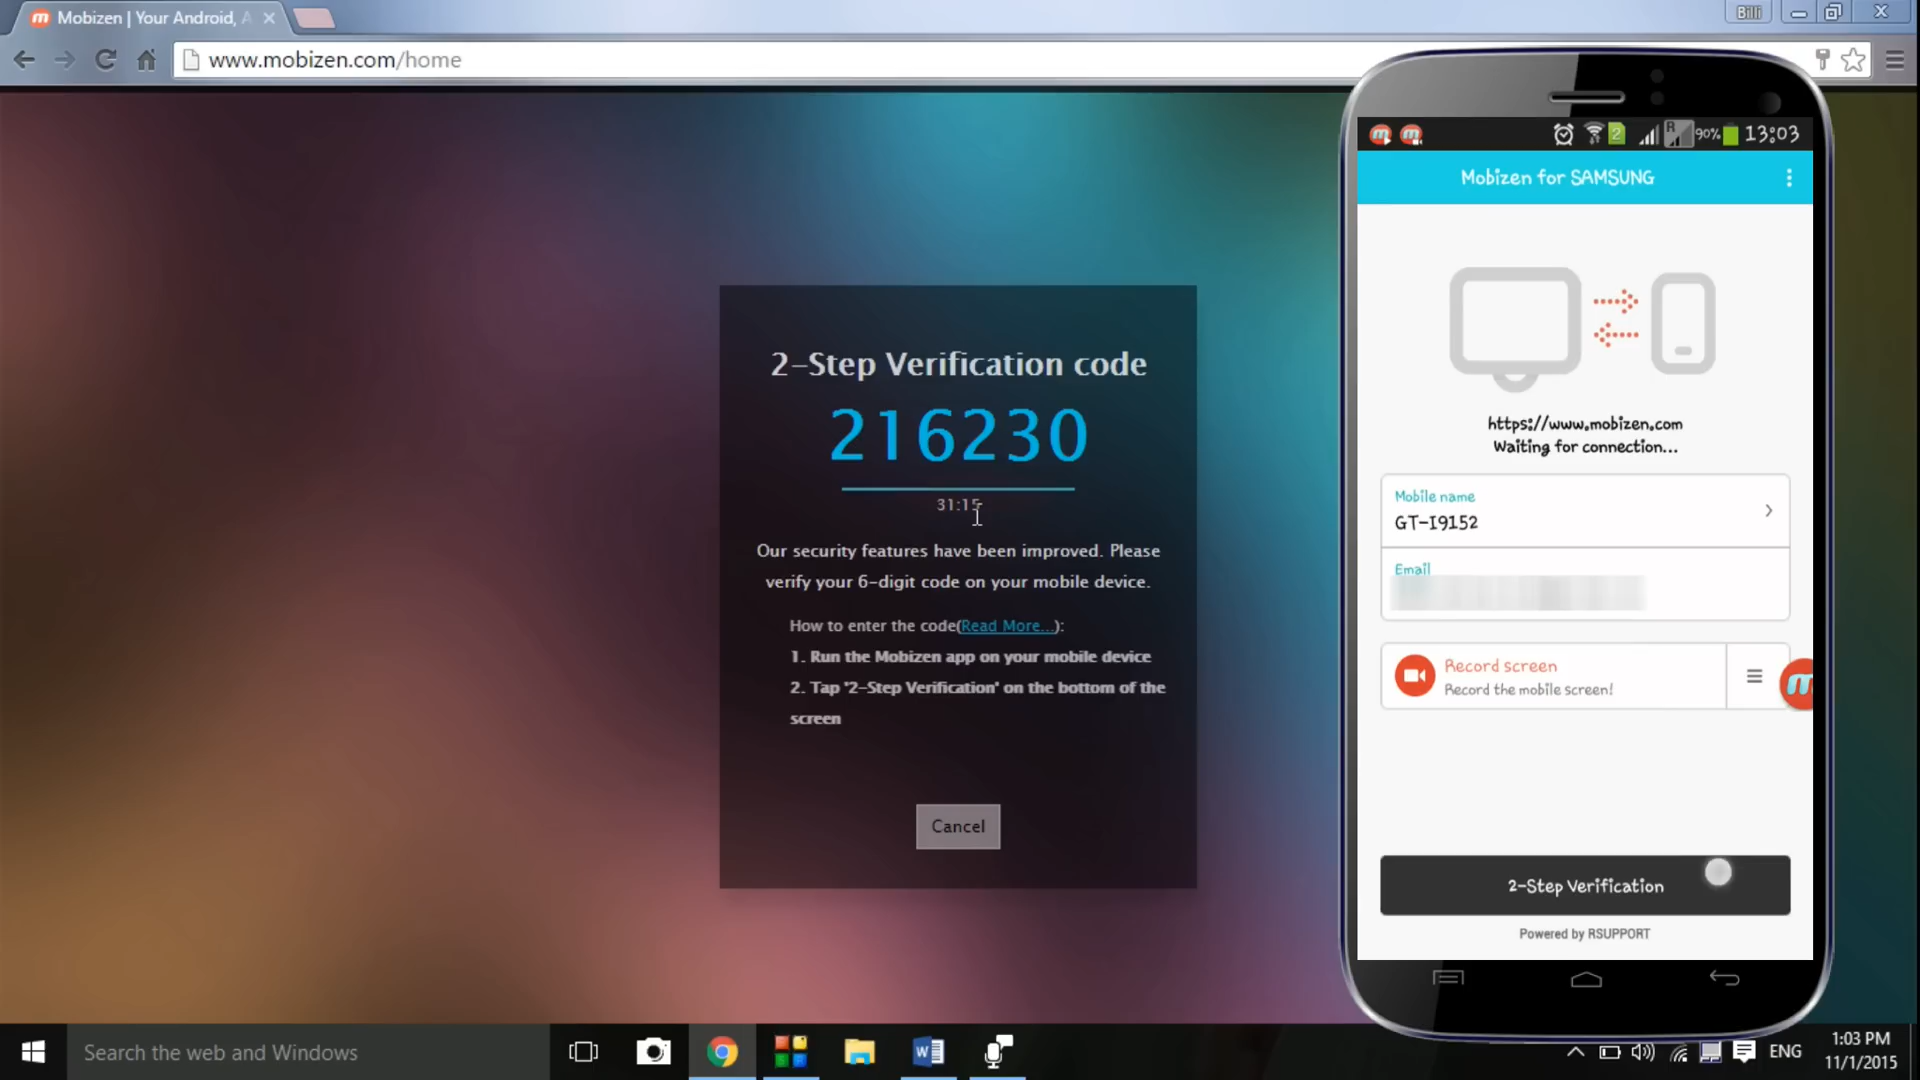 Mobizen | Your Android, A
Billi
www.mobizen.com/home
2-Step Verification code
216230
31:15
Our security features have been improved. Please
verify your 6-digit code on your mobile device.
How to enter the code(Read More...):
1. Run the Mobizen app on your mobile device
2. Tap '2-Step Verification' on the bottom of the
screen
Cancel
2 R 90% 13:03
Mobizen for SAMSUNG
https://www.mobizen.com
Waiting for connection...
Mobile name
GT-I9152
Email
Record screen
Record the mobile screen!
2-Step Verification
Powered by RSUPPORT
Search the web and Windows
ENG
1:03 PM
11/1/2015